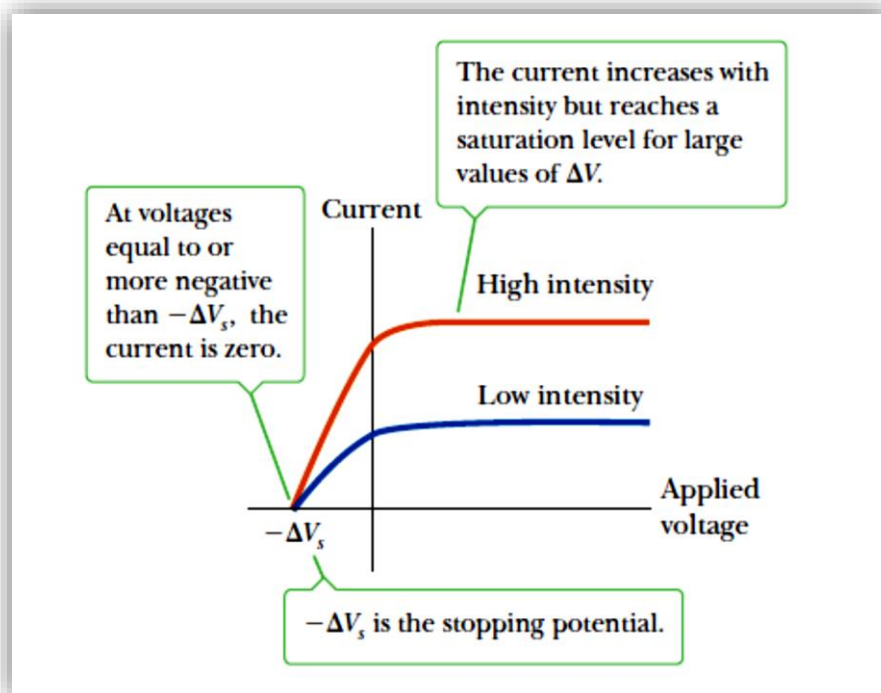 The current increases with
intensity but reaches a
saturation level for large
values of ΔV.
At voltages
equal to or
more negative
than −ΔVₛ, the
current is zero.
Current
High intensity
Low intensity
Applied
voltage
−ΔVₛ
−ΔVₛ is the stopping potential.